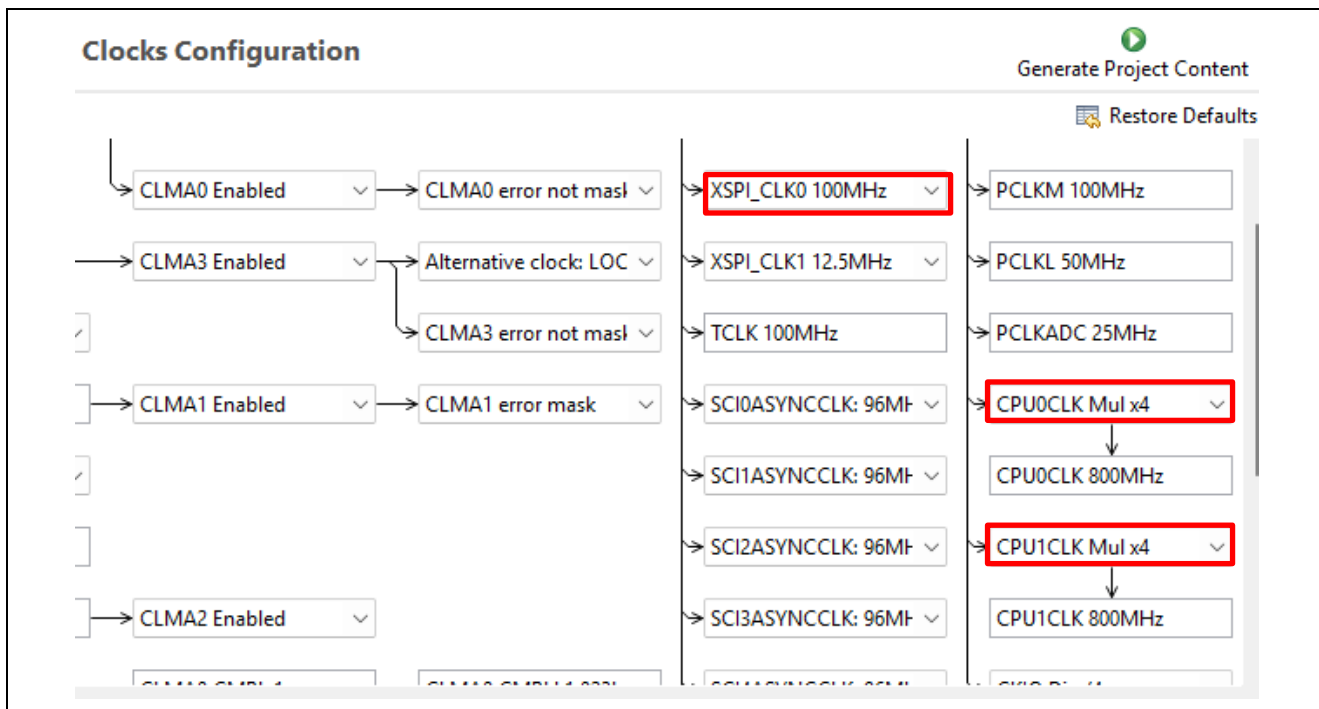 Clocks Configuration
Generate Project Content
Restore Defaults
CLMA0 Enabled CLMA0 error not mask XSPI_CLK0 100MHz PCLKM 100MHz
CLMA3 Enabled Alternative clock: LOC XSPI_CLK1 12.5MHz PCLKL 50MHz
CLMA3 error not mask TCLK 100MHz PCLKADC 25MHz
CLMA1 Enabled CLMA1 error mask SCI0ASYNCCLK: 96MH CPU0CLK Mul x4
SCI1ASYNCCLK: 96MH CPU0CLK 800MHz
SCI2ASYNCCLK: 96MH CPU1CLK Mul x4
CLMA2 Enabled SCI3ASYNCCLK: 96MH CPU1CLK 800MHz